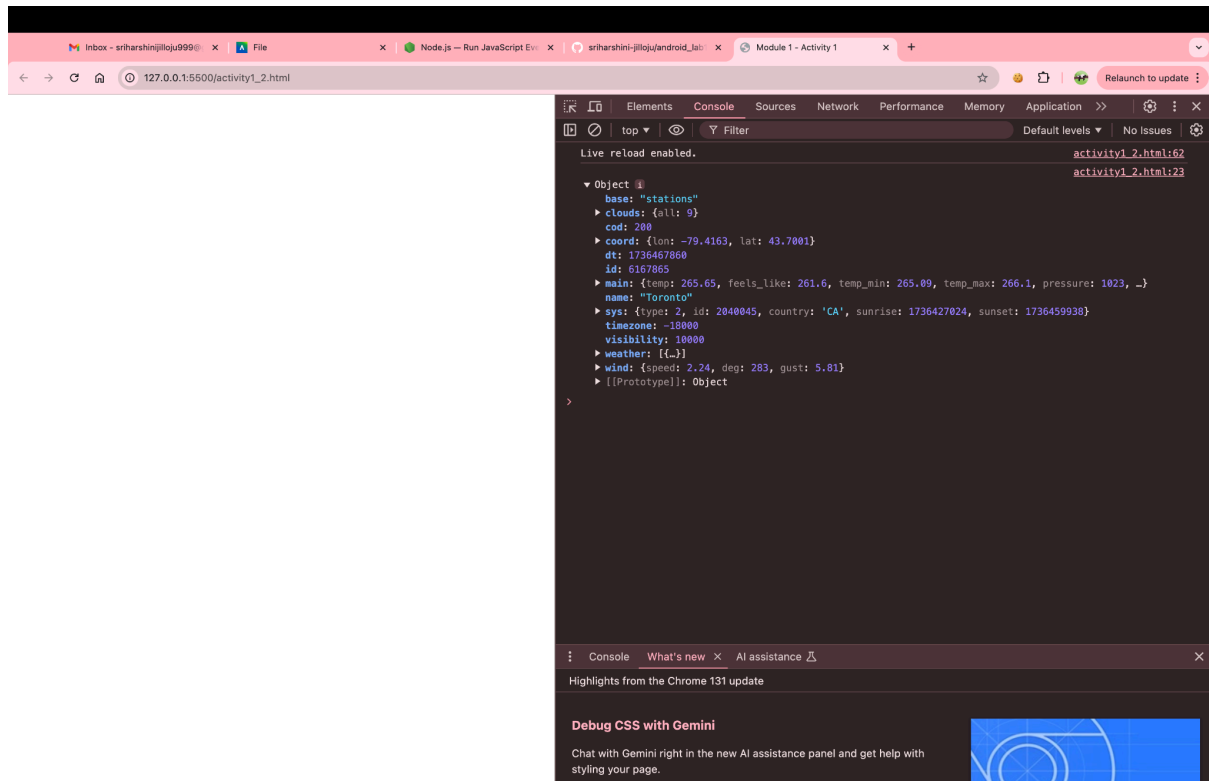 Inbox – sriharshinijilloju999@
File
Node.js — Run JavaScript Eve
sriharshini-jilloju/android_lab
Module 1 - Activity 1
127.0.0.1:5500/activity1_2.html
Relaunch to update
Elements Console Sources Network Performance Memory Application
top Filter Default levels No Issues
Live reload enabled. activity1_2.html:62
activity1_2.html:23
Object i
base: "stations"
clouds: {all: 9}
cod: 200
coord: {lon: -79.4163, lat: 43.7001}
dt: 1736467860
id: 6167865
main: {temp: 265.65, feels_like: 261.6, temp_min: 265.09, temp_max: 266.1, pressure: 1023, …}
name: "Toronto"
sys: {type: 2, id: 2040045, country: 'CA', sunrise: 1736427024, sunset: 1736459938}
timezone: -18000
visibility: 10000
weather: [{…}]
wind: {speed: 2.24, deg: 283, gust: 5.81}
[[Prototype]]: Object
Console What's new AI assistance
Highlights from the Chrome 131 update
Debug CSS with Gemini
Chat with Gemini right in the new AI assistance panel and get help with
styling your page.